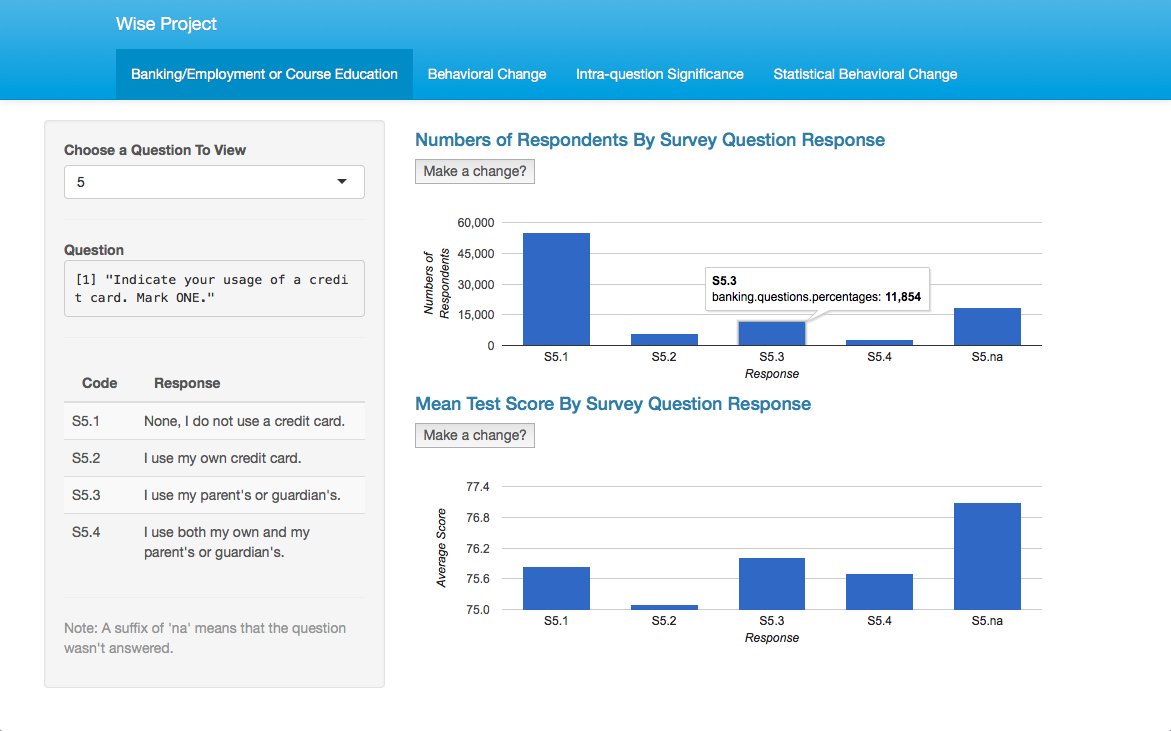 Wise Project
Banking/Employment or Course Education
Behavioral Change
Intra-question Significance
Statistical Behavioral Change
Choose a Question To View
5
Question
[1] "Indicate your usage of a credi
t card. Mark ONE."
Code Response
S5.1 None, I do not use a credit card.
S5.2 I use my own credit card.
S5.3 I use my parent's or guardian's.
S5.4 I use both my own and my
parent's or guardian's.
Note: A suffix of 'na' means that the question
wasn't answered.
Numbers of Respondents By Survey Question Response
Make a change?
Numbers of
Respondents
60,000
45,000
30,000
15,000
0
S5.3
banking.questions.percentages: 11,854
S5.1 S5.2 S5.3 S5.4 S5.na
Response
Mean Test Score By Survey Question Response
Make a change?
Average Score
77.4
76.8
76.2
75.6
75.0
S5.1 S5.2 S5.3 S5.4 S5.na
Response